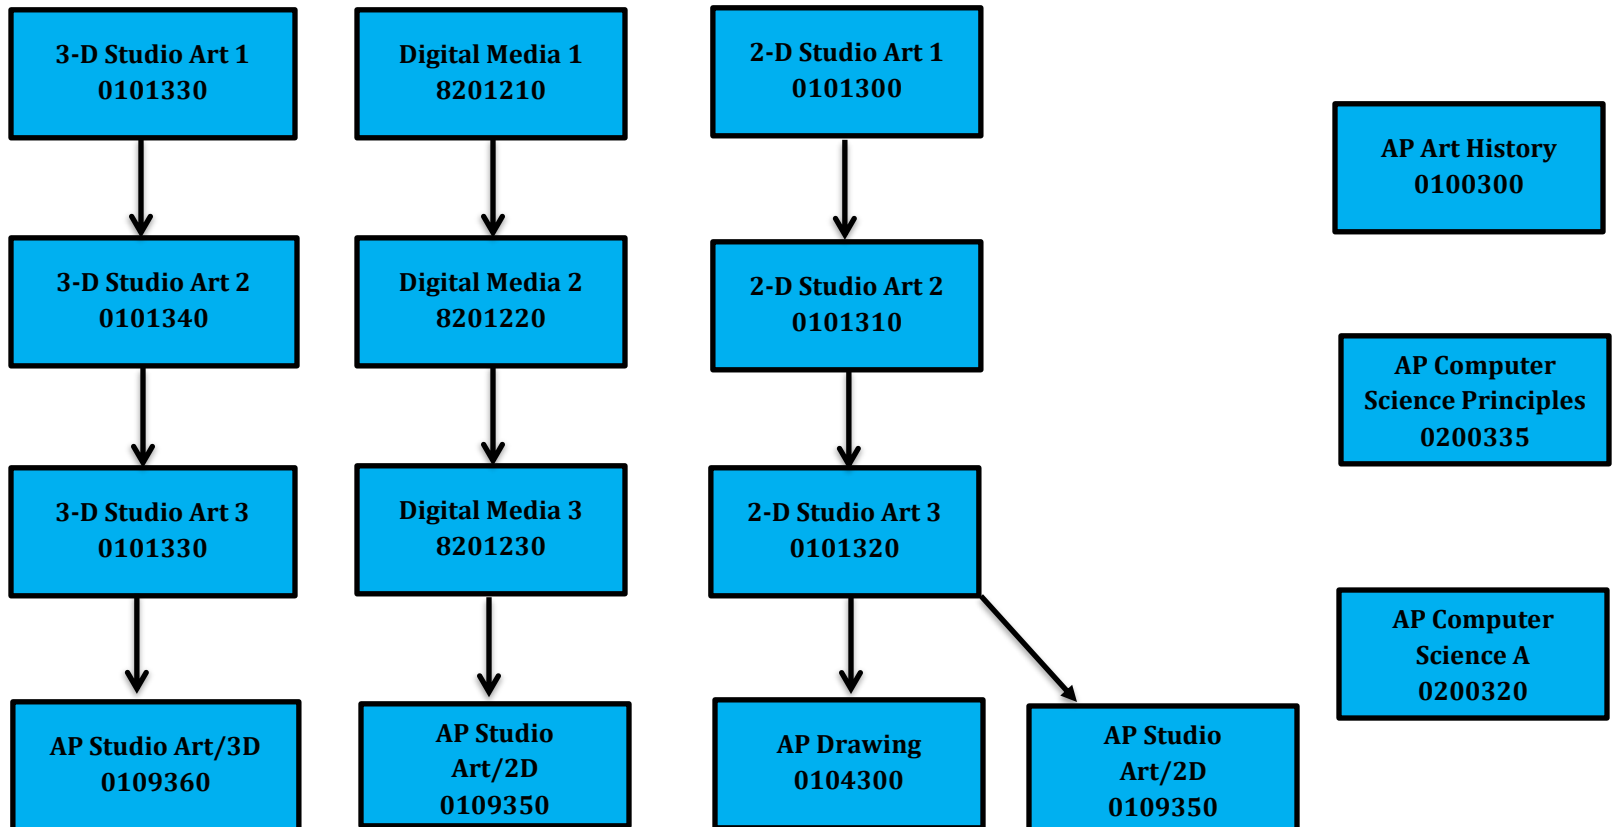 3-D Studio Art 1
0101330
Digital Media 1
8201210
2-D Studio Art 1
0101300
AP Art History
0100300
3-D Studio Art 2
0101340
Digital Media 2
8201220
2-D Studio Art 2
0101310
AP Computer
Science Principles
0200335
3-D Studio Art 3
0101330
Digital Media 3
8201230
2-D Studio Art 3
0101320
AP Computer
Science A
0200320
AP Studio Art/3D
0109360
AP Studio
Art/2D
0109350
AP Drawing
0104300
AP Studio
Art/2D
0109350